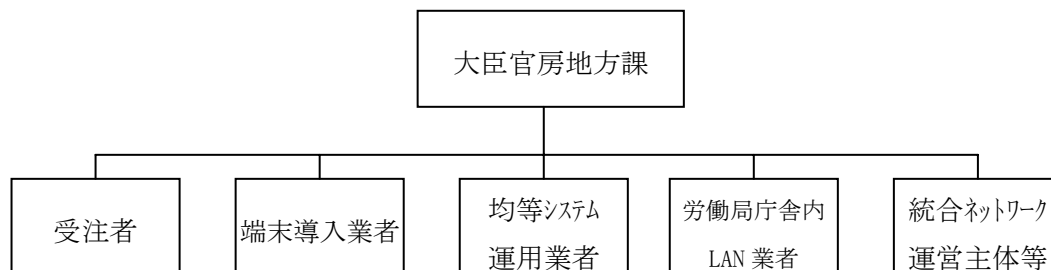 大臣官房地方課
受注者
端末導入業者
均等ｼｽﾃﾑ
運用業者
労働局庁舎内
LAN 業者
統合ﾈｯﾄﾜｰｸ
運営主体等